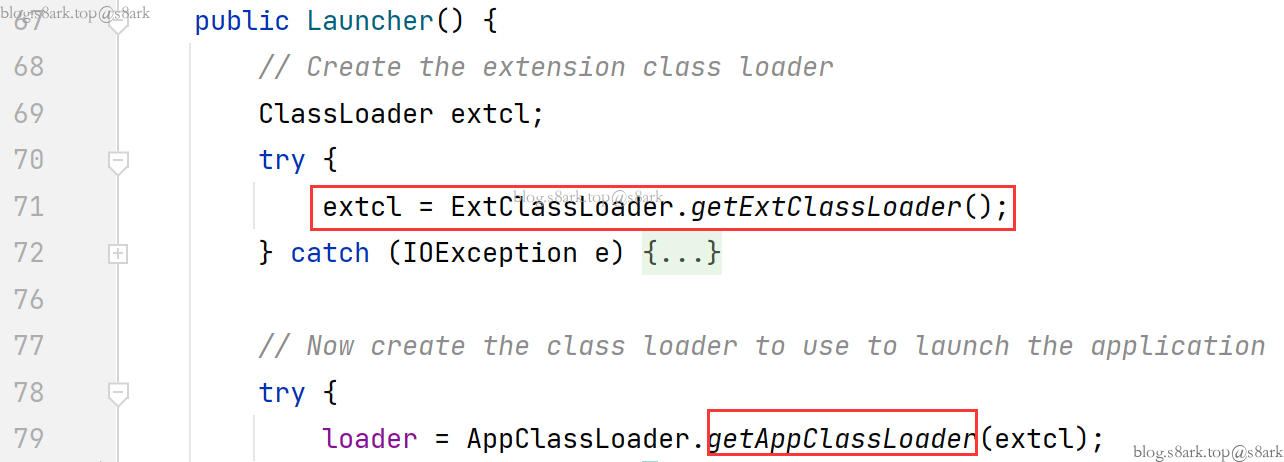 blog.s8ark.top@s8ark
67 public Launcher() {
68 // Create the extension class loader
69 ClassLoader extcl;
70 try {
blog.s8ark.top@s8ark
71 extcl = ExtClassLoader.getExtClassLoader();
72 } catch (IOException e) {...}
76
77 // Now create the class loader to use to launch the application
78 try {
79 loader = AppClassLoader.getAppClassLoader(extcl);
blog.s8ark.top@s8ark